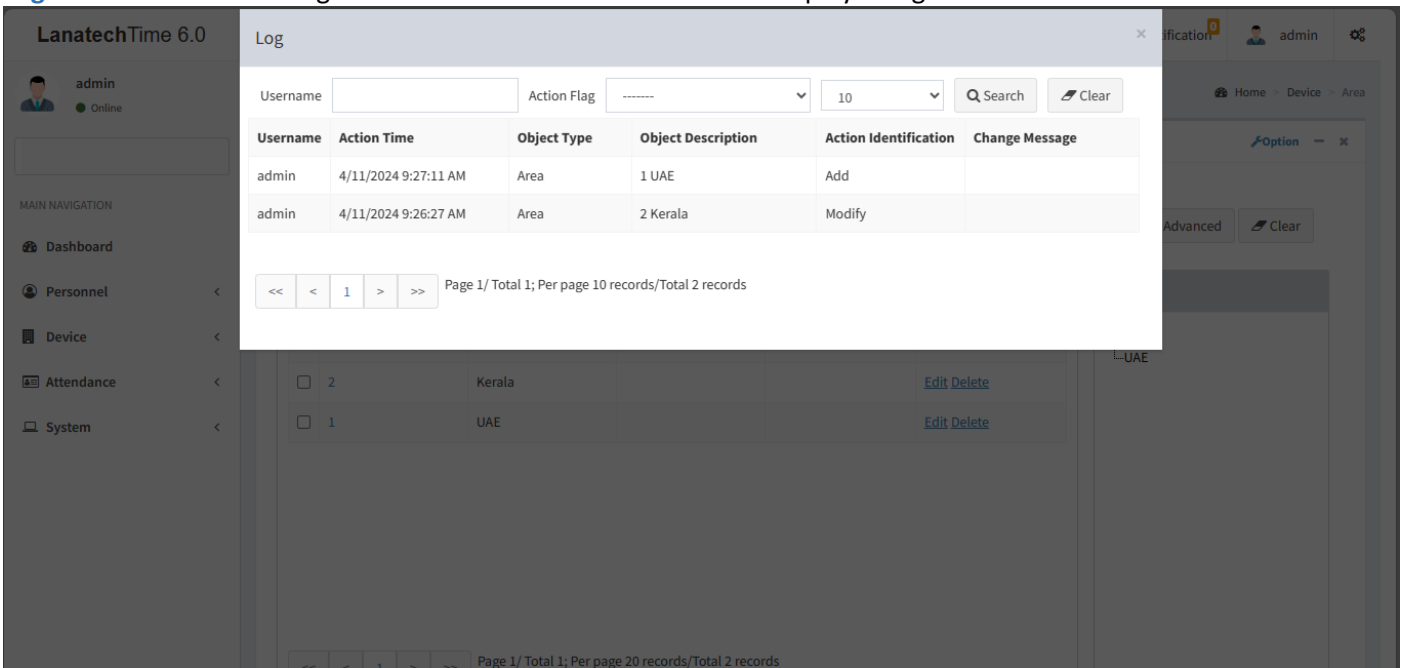 LanatechTime 6.0
Log
×
ification 0
admin
admin
Online
Username
Action Flag
-------
10
Search
Clear
Home > Device > Area
Username Action Time Object Type Object Description Action Identification Change Message
Option
admin 4/11/2024 9:27:11 AM Area 1 UAE Add
admin 4/11/2024 9:26:27 AM Area 2 Kerala Modify
MAIN NAVIGATION
Advanced
Clear
Dashboard
Personnel <
Device <
Attendance <
System <
<< < 1 > >> Page 1/ Total 1; Per page 10 records/Total 2 records
UAE
2 Kerala Edit Delete
1 UAE Edit Delete
<< < 1 > >> Page 1/ Total 1; Per page 20 records/Total 2 records